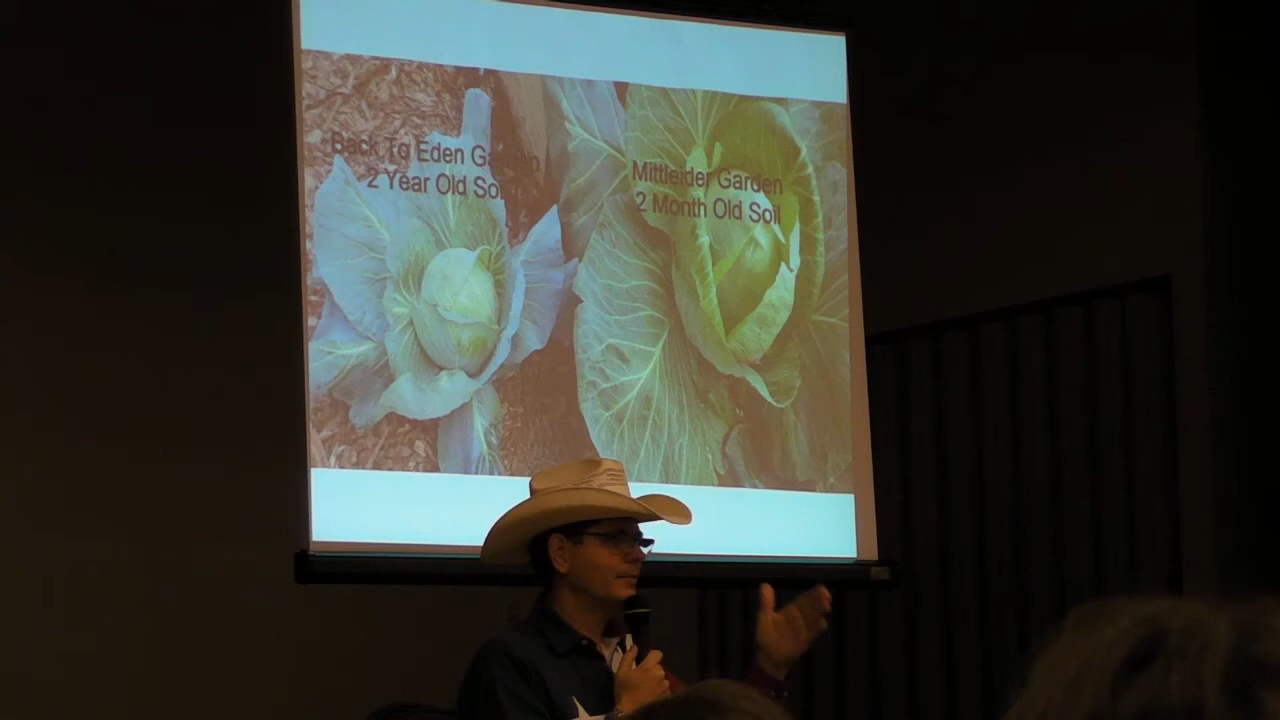 Back To Eden Garden
2 Year Old Soil
Mittleider Garden
2 Month Old Soil